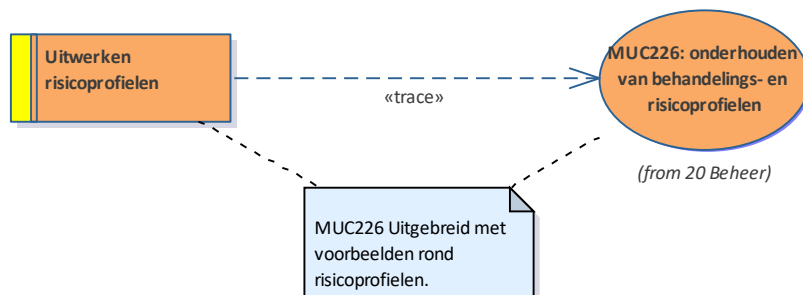 Uitwerken
risicoprofielen
MUC226: onderhouden
van behandelings- en
risicoprofielen
«trace»
(from 20 Beheer)
MUC226 Uitgebreid met
voorbeelden rond
risicoprofielen.